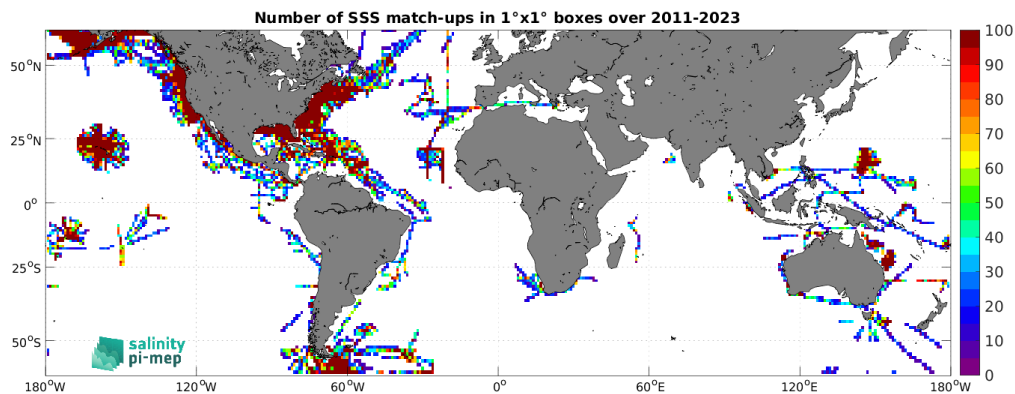 Number of SSS match-ups in 1°x1° boxes over 2011-2023
50°N
25°N
0°
25°S
50°S
180°W
120°W
60°W
0°
60°E
120°E
180°W
100
90
80
70
60
50
40
30
20
10
0
salinity
pi-mep